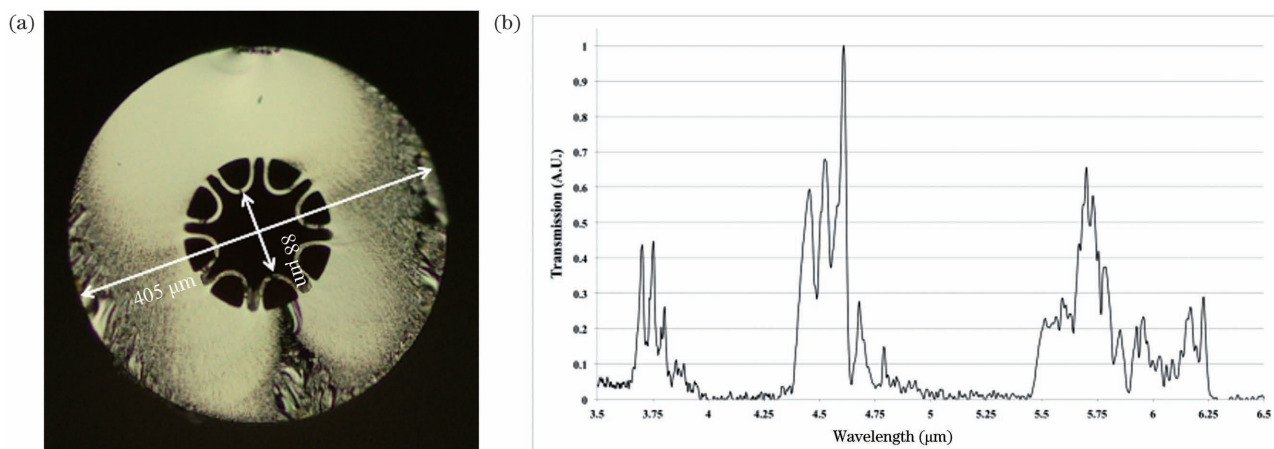 (a)
405 μm
88 μm
(b)
Transmission (A.U.)
1
0.9
0.8
0.7
0.6
0.5
0.4
0.3
0.2
0.1
0
3.5 3.75 4 4.25 4.5 4.75 5 5.25 5.5 5.75 6 6.25 6.5
Wavelength (μm)